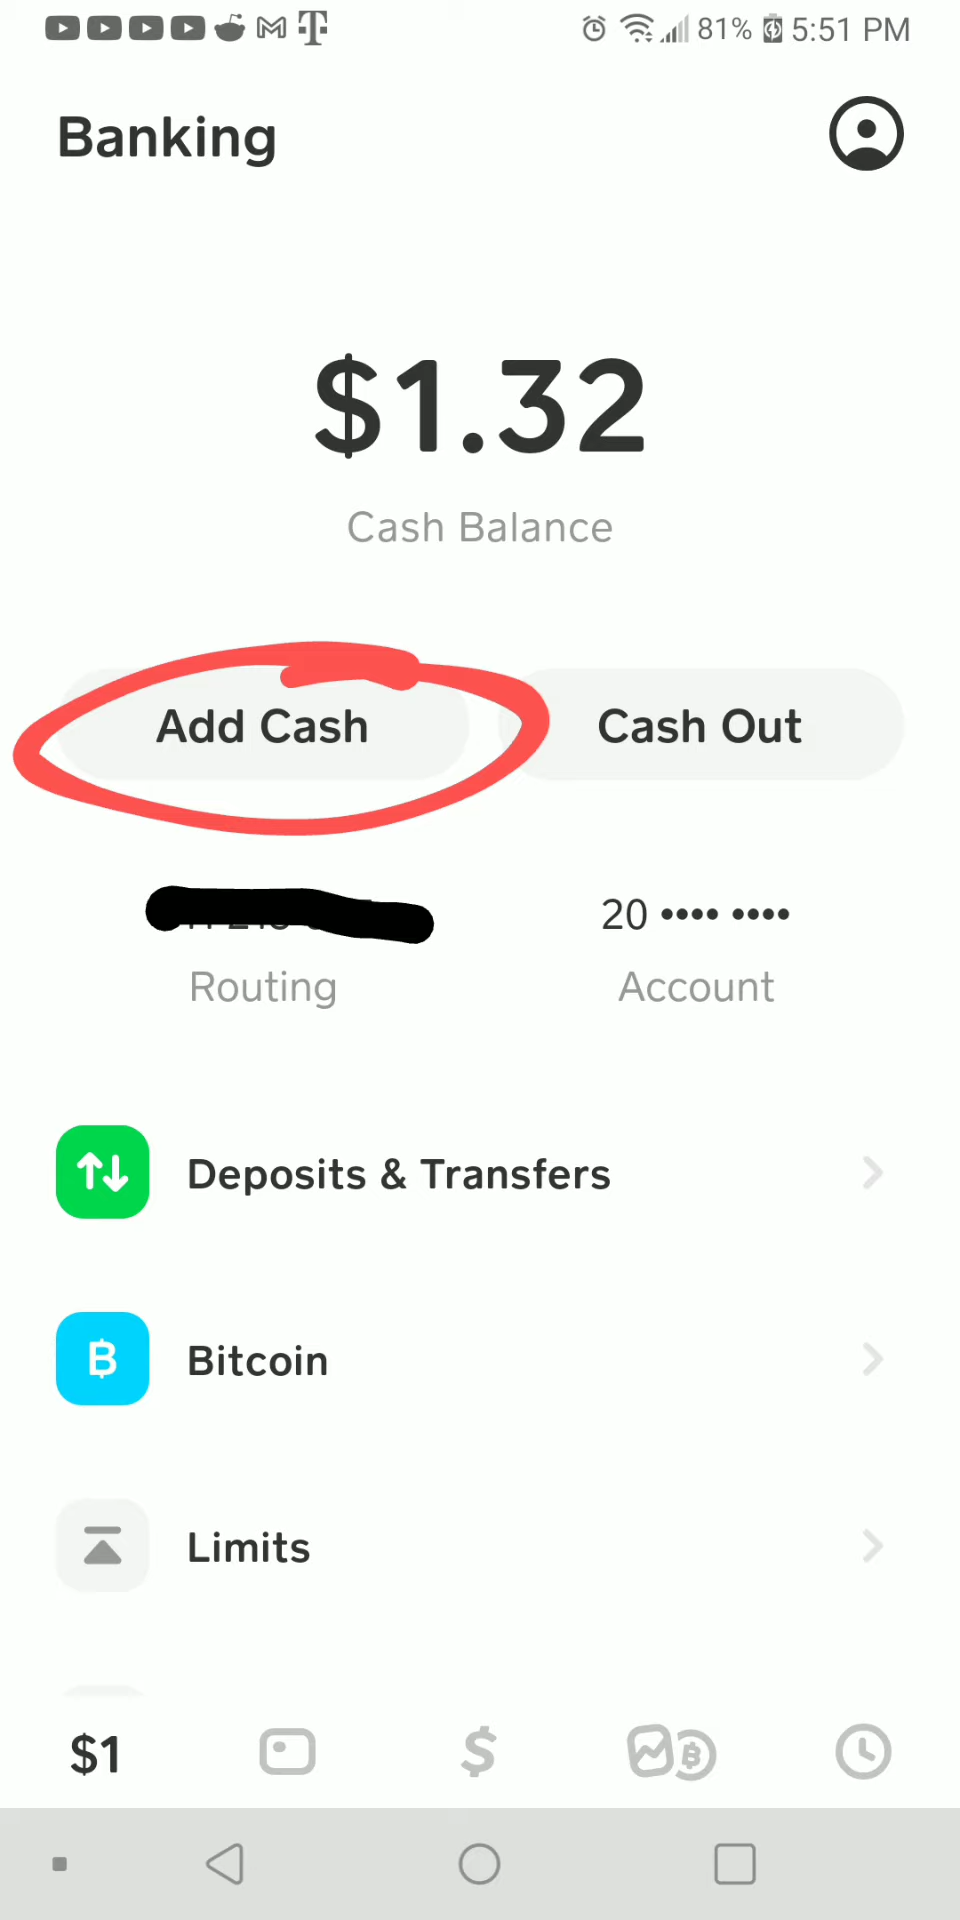 81% 5:51 PM
Banking
$1.32
Cash Balance
Add Cash
Cash Out
20 •••• ••••
Routing
Account
Deposits & Transfers
Bitcoin
Limits
$1